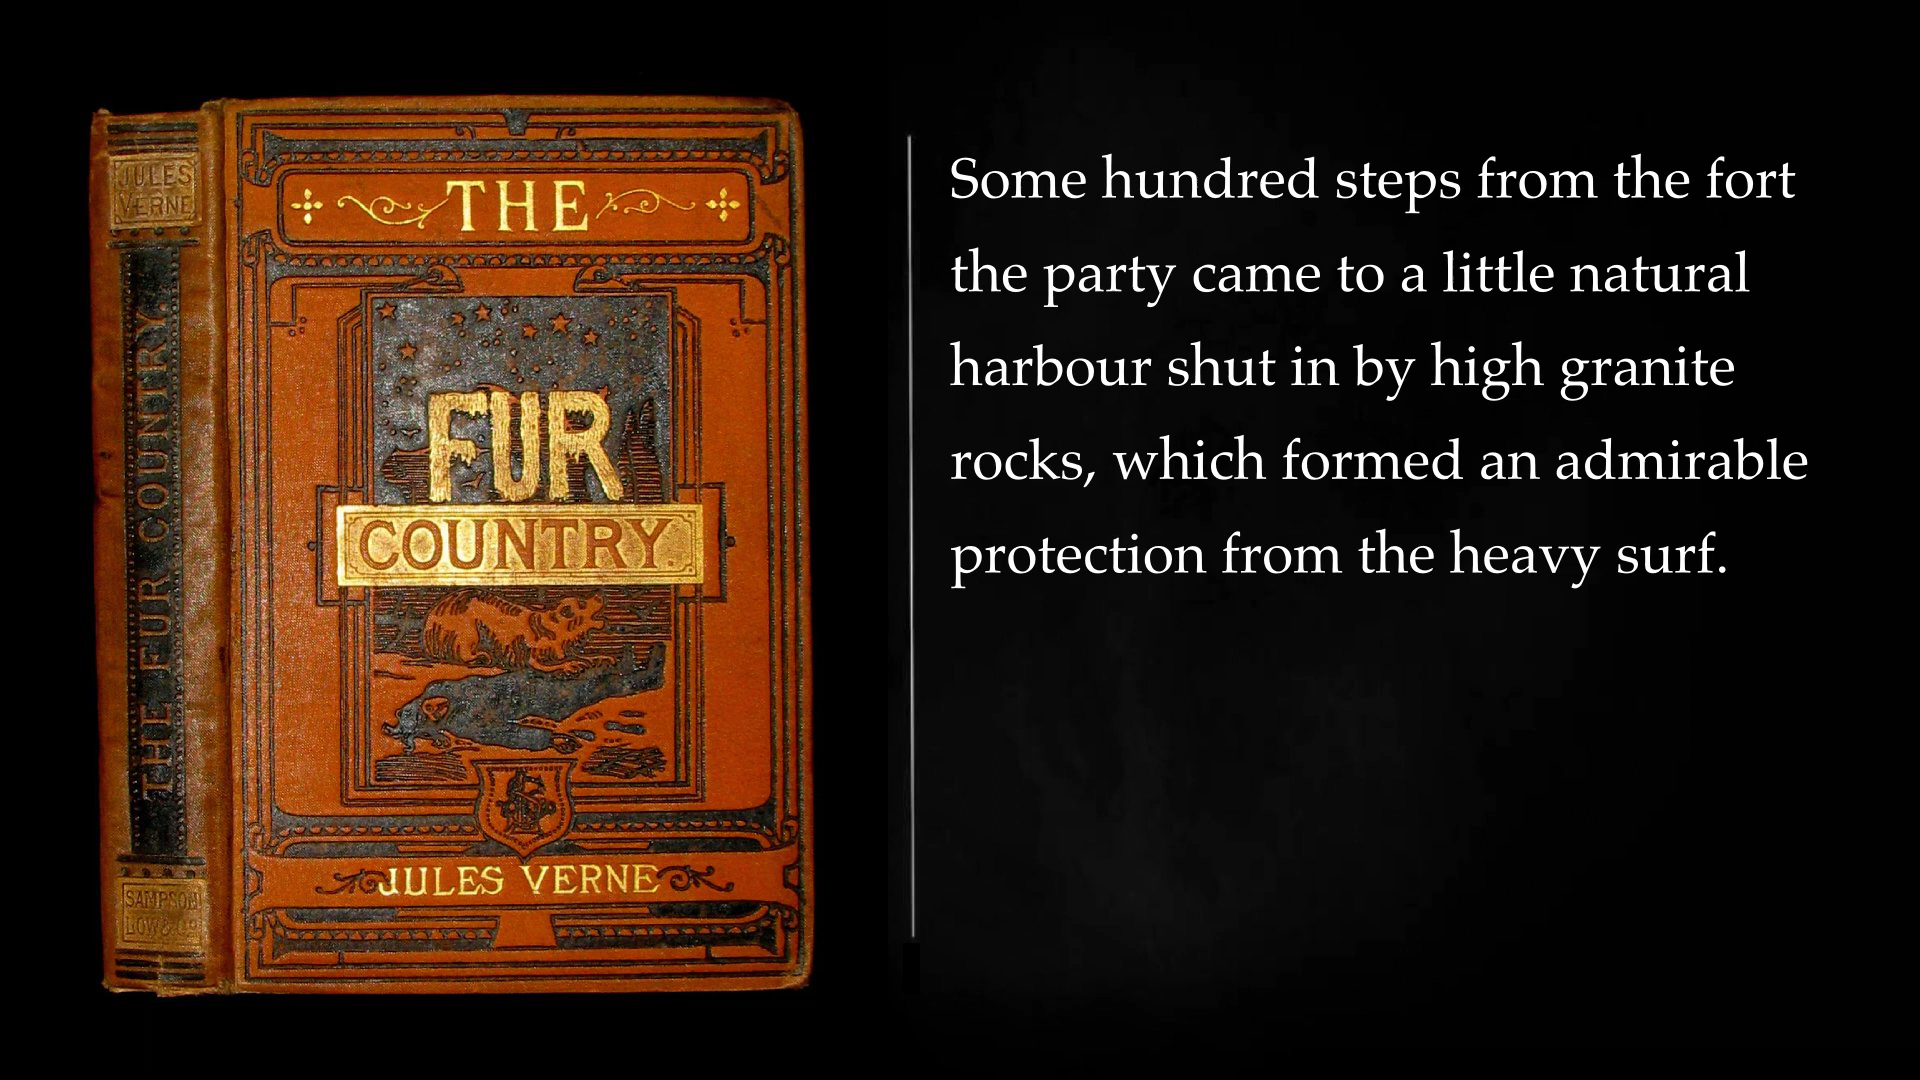 JULES
VERNE
THE FUR COUNTRY.
SAMPSON
LOW & Co
THE
FUR
COUNTRY.
JULES VERNE
Some hundred steps from the fort
the party came to a little natural
harbour shut in by high granite
rocks, which formed an admirable
protection from the heavy surf.